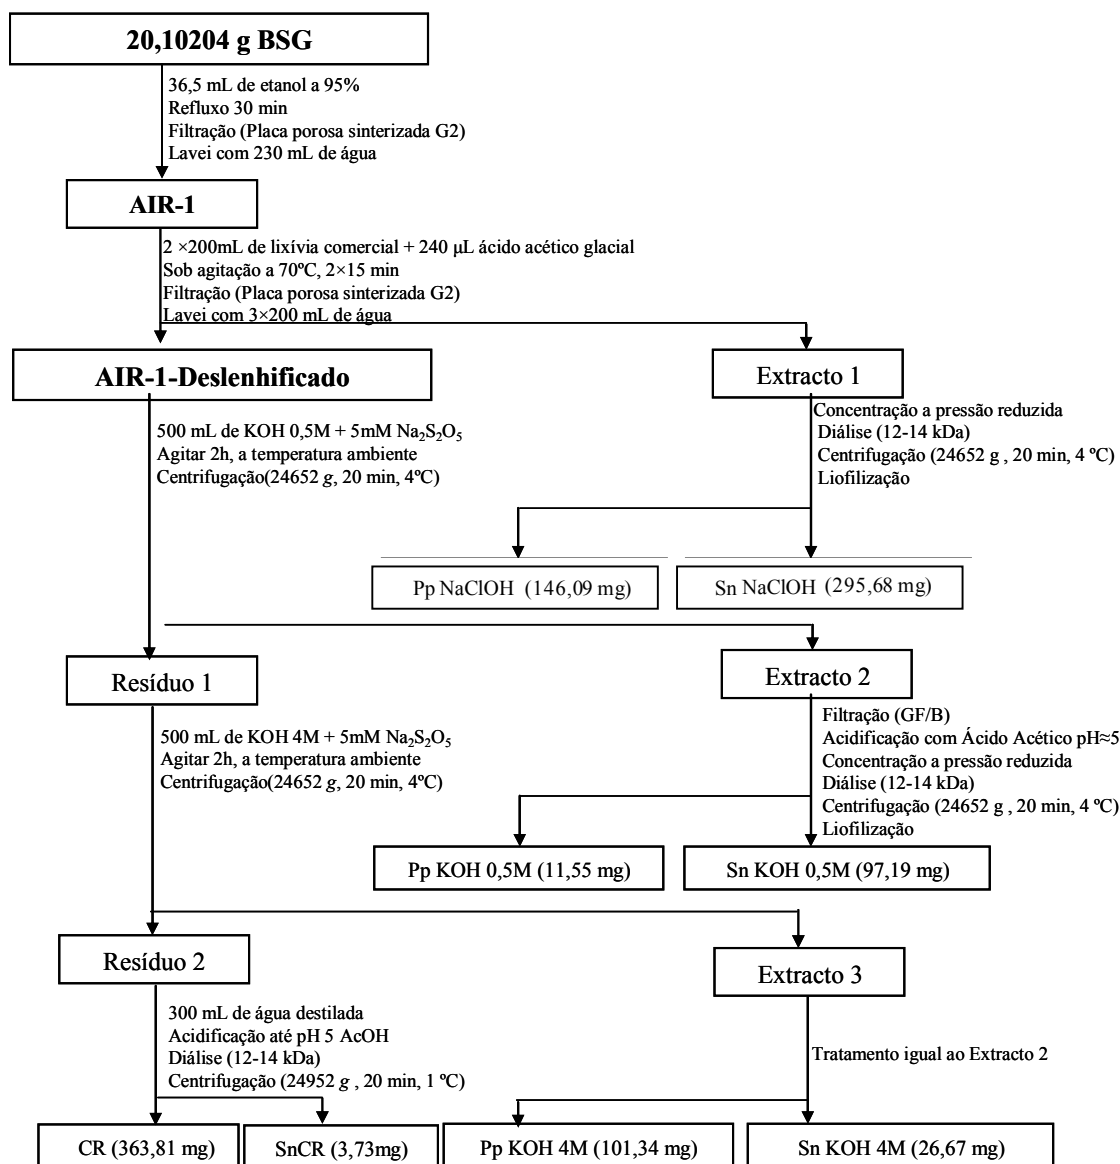 20,10204 g BSG
36,5 mL de etanol a 95%
Refluxo 30 min
Filtração (Placa porosa sinterizada G2)
Lavei com 230 mL de água
AIR-1
2 ×200mL de lixívia comercial + 240 μL ácido acético glacial
Sob agitação a 70ºC, 2×15 min
Filtração (Placa porosa sinterizada G2)
Lavei com 3×200 mL de água
AIR-1-Deslenhificado
Extracto 1
500 mL de KOH 0,5M + 5mM Na₂S₂O₅
Agitar 2h, a temperatura ambiente
Centrifugação(24652 g, 20 min, 4ºC)
Concentração a pressão reduzida
Diálise (12-14 kDa)
Centrifugação (24652 g , 20 min, 4 ºC)
Liofilização
Pp NaClOH (146,09 mg)
Sn NaClOH (295,68 mg)
Resíduo 1
Extracto 2
500 mL de KOH 4M + 5mM Na₂S₂O₅
Agitar 2h, a temperatura ambiente
Centrifugação(24652 g, 20 min, 4ºC)
Filtração (GF/B)
Acidificação com Ácido Acético pH≈5
Concentração a pressão reduzida
Diálise (12-14 kDa)
Centrifugação (24652 g , 20 min, 4 ºC)
Liofilização
Pp KOH 0,5M (11,55 mg)
Sn KOH 0,5M (97,19 mg)
Resíduo 2
Extracto 3
300 mL de água destilada
Acidificação até pH 5 AcOH
Diálise (12-14 kDa)
Centrifugação (24952 g , 20 min, 1 ºC)
Tratamento igual ao Extracto 2
CR (363,81 mg)
SnCR (3,73mg)
Pp KOH 4M (101,34 mg)
Sn KOH 4M (26,67 mg)